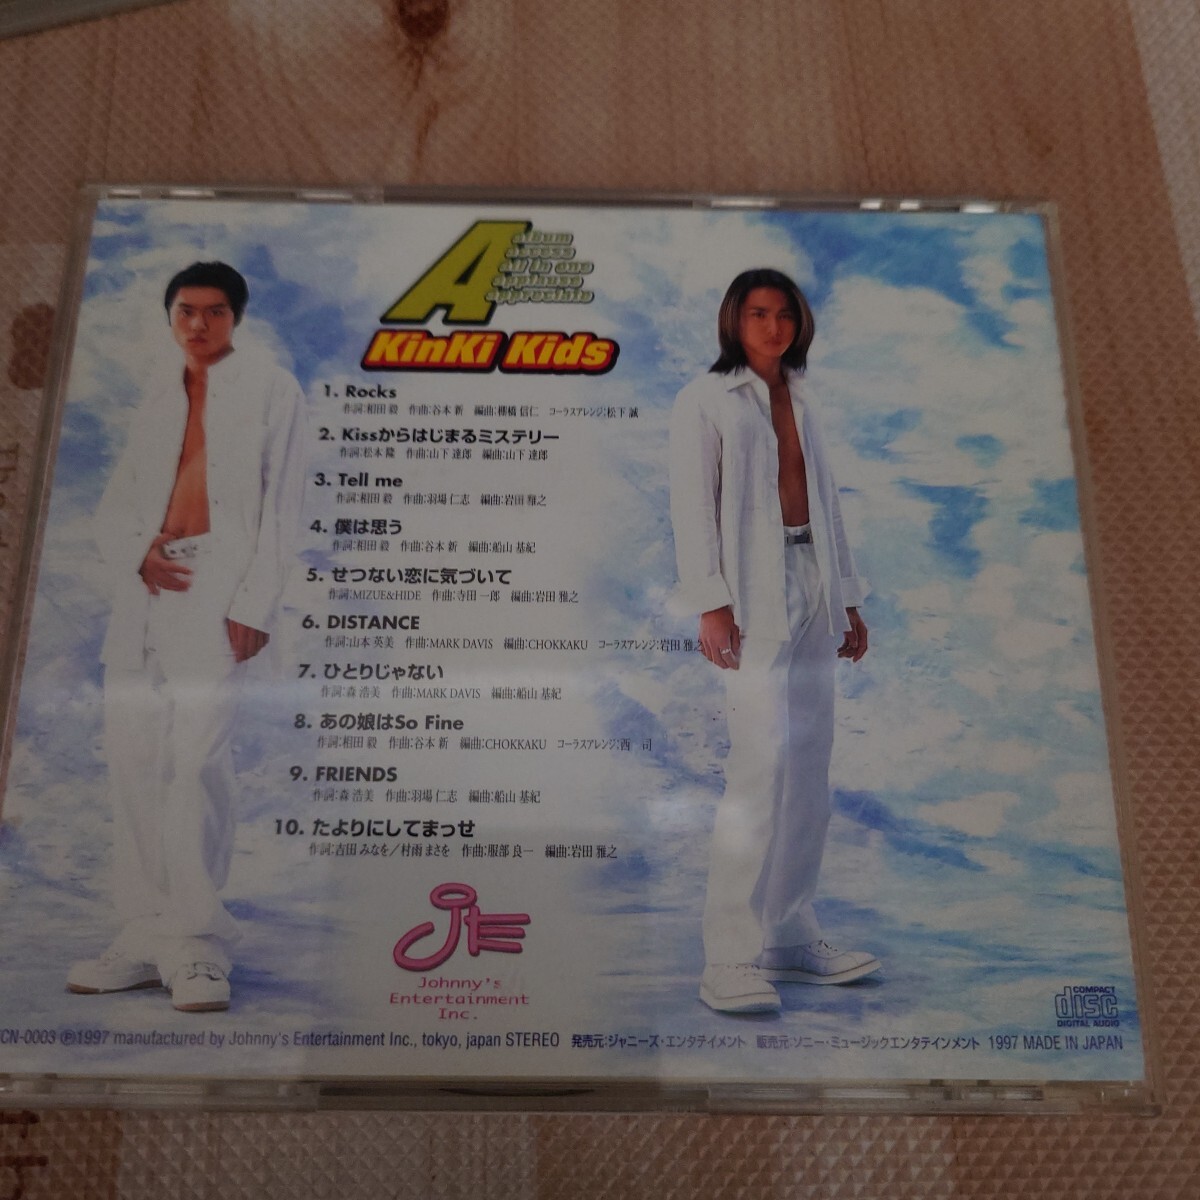 A
album
access
all in one
applause
appreciate
KinKi Kids
1. Rocks
作詞:相田 毅　作曲:谷本 新　編曲:棚橋 信仁　コーラスアレンジ:松下 誠
2. Kissからはじまるミステリー
作詞:松本 隆　作曲:山下 達郎　編曲:山下 達郎
3. Tell me
作詞:相田 毅　作曲:羽場 仁志　編曲:岩田 雅之
4. 僕は思う
作詞:相田 毅　作曲:谷本 新　編曲:船山 基紀
5. せつない恋に気づいて
作詞:MIZUE&HIDE　作曲:寺田 一郎　編曲:岩田 雅之
6. DISTANCE
作詞:山本 英美　作曲:MARK DAVIS　編曲:CHOKKAKU　コーラスアレンジ:岩田 雅之
7. ひとりじゃない
作詞:森 浩美　作曲:MARK DAVIS　編曲:船山 基紀
8. あの娘はSo Fine
作詞:相田 毅　作曲:谷本 新　編曲:CHOKKAKU　コーラスアレンジ:西　司
9. FRIENDS
作詞:森 浩美　作曲:羽場 仁志　編曲:船山 基紀
10. たよりにしてまっせ
作詞:吉田 みなを／村雨 まさを　作曲:服部 良一　編曲:岩田 雅之
JE
Johnny's
Entertainment
Inc.
COMPACT
disc
DIGITAL AUDIO
CN-0003 ℗1997 manufactured by Johnny's Entertainment Inc., tokyo, japan STEREO　発売元:ジャニーズ・エンタテイメント　販売元:ソニー・ミュージックエンタテインメント　1997 MADE IN JAPAN